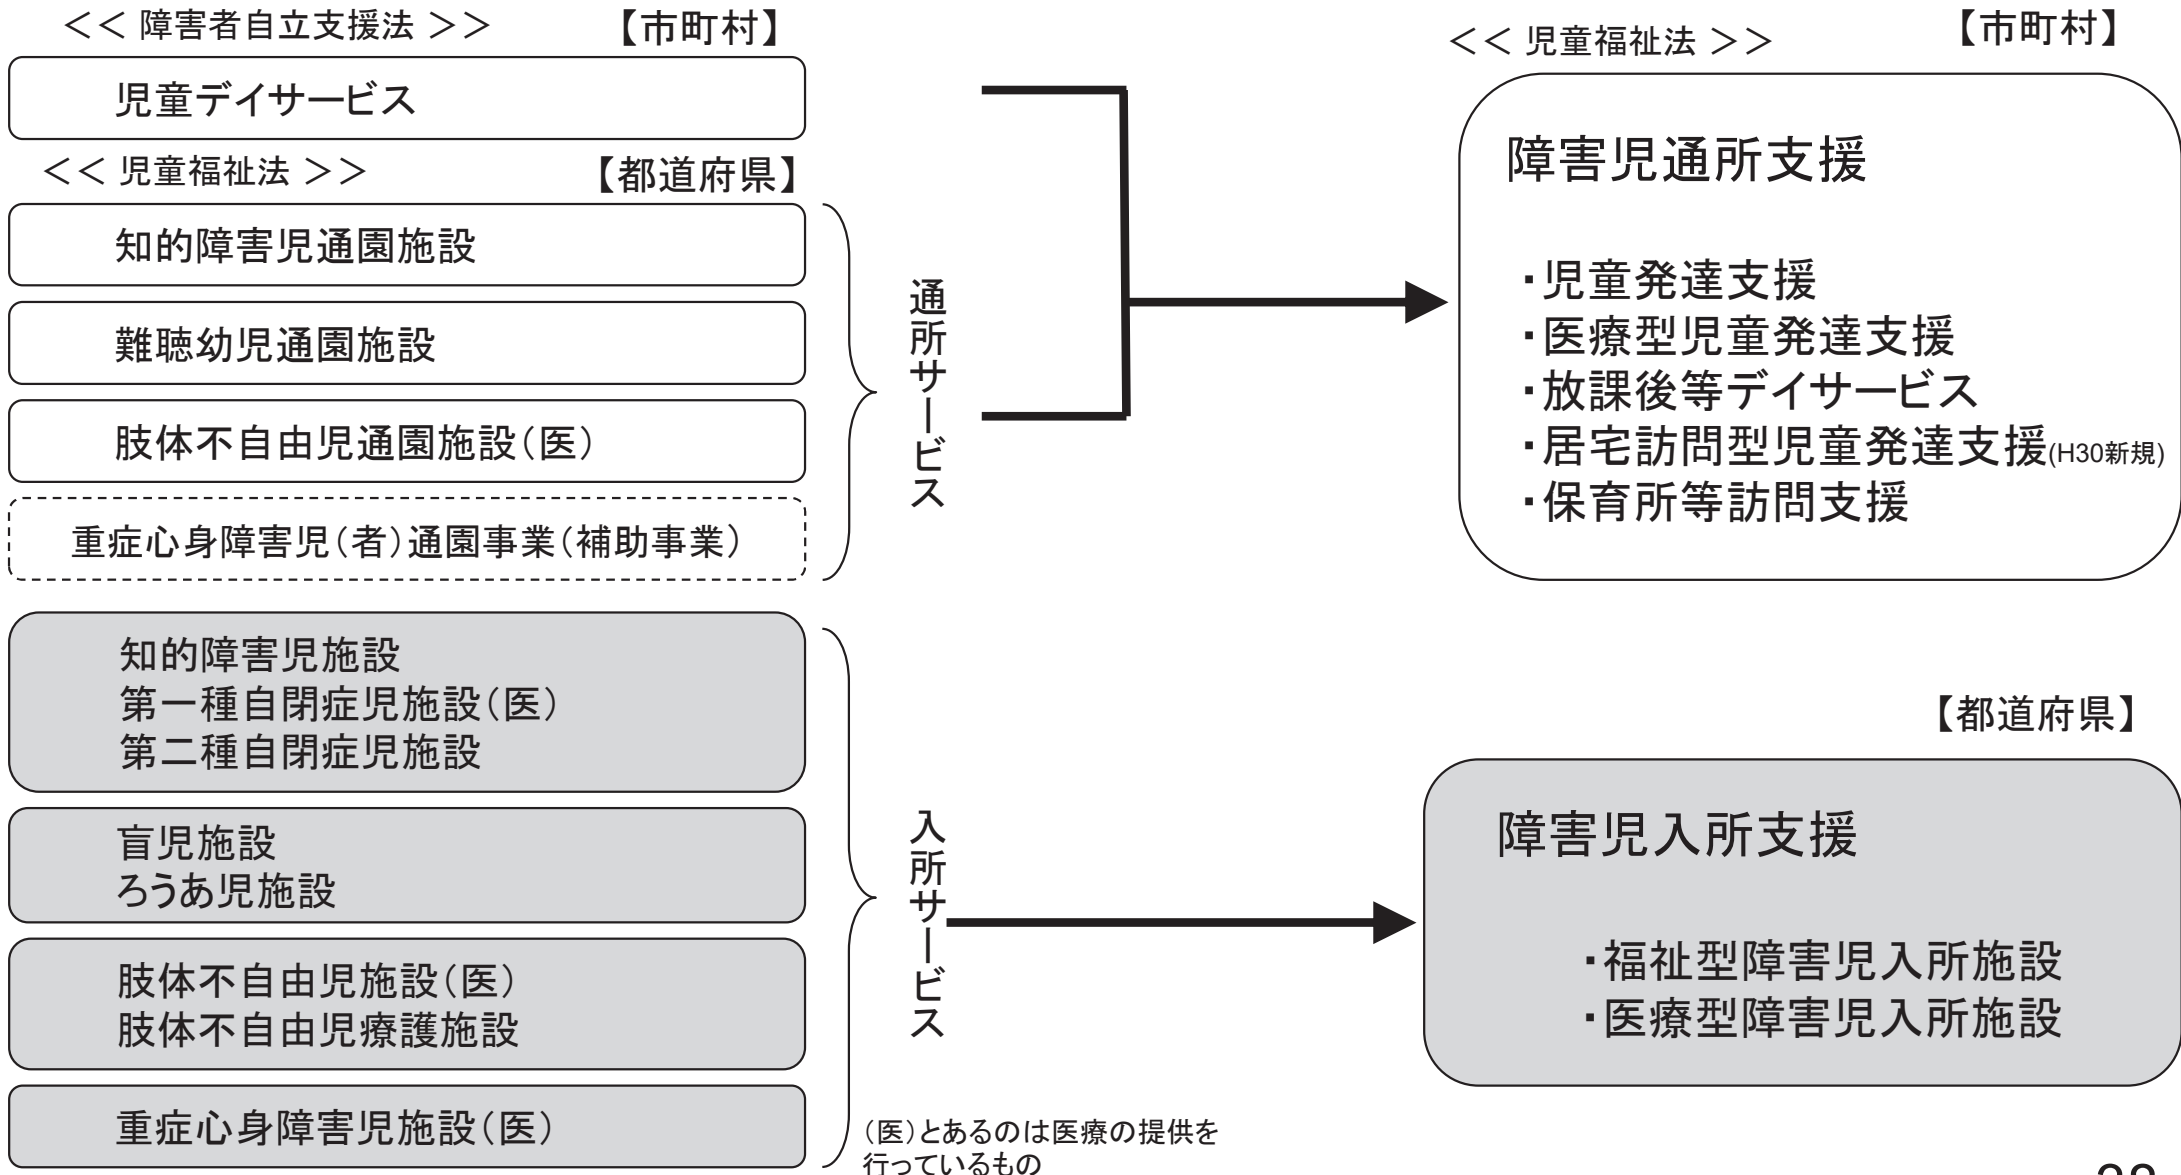 ＜＜ 障害者自立支援法 ＞＞ 【市町村】
児童デイサービス
＜＜ 児童福祉法 ＞＞ 【都道府県】
知的障害児通園施設
難聴幼児通園施設
肢体不自由児通園施設（医）
重症心身障害児（者）通園事業（補助事業）
通所サービス
知的障害児施設
第一種自閉症児施設（医）
第二種自閉症児施設
盲児施設
ろうあ児施設
肢体不自由児施設（医）
肢体不自由児療護施設
重症心身障害児施設（医）
入所サービス
（医）とあるのは医療の提供を
行っているもの
＜＜ 児童福祉法 ＞＞ 【市町村】
障害児通所支援
・児童発達支援
・医療型児童発達支援
・放課後等デイサービス
・居宅訪問型児童発達支援(H30新規)
・保育所等訪問支援
【都道府県】
障害児入所支援
・福祉型障害児入所施設
・医療型障害児入所施設